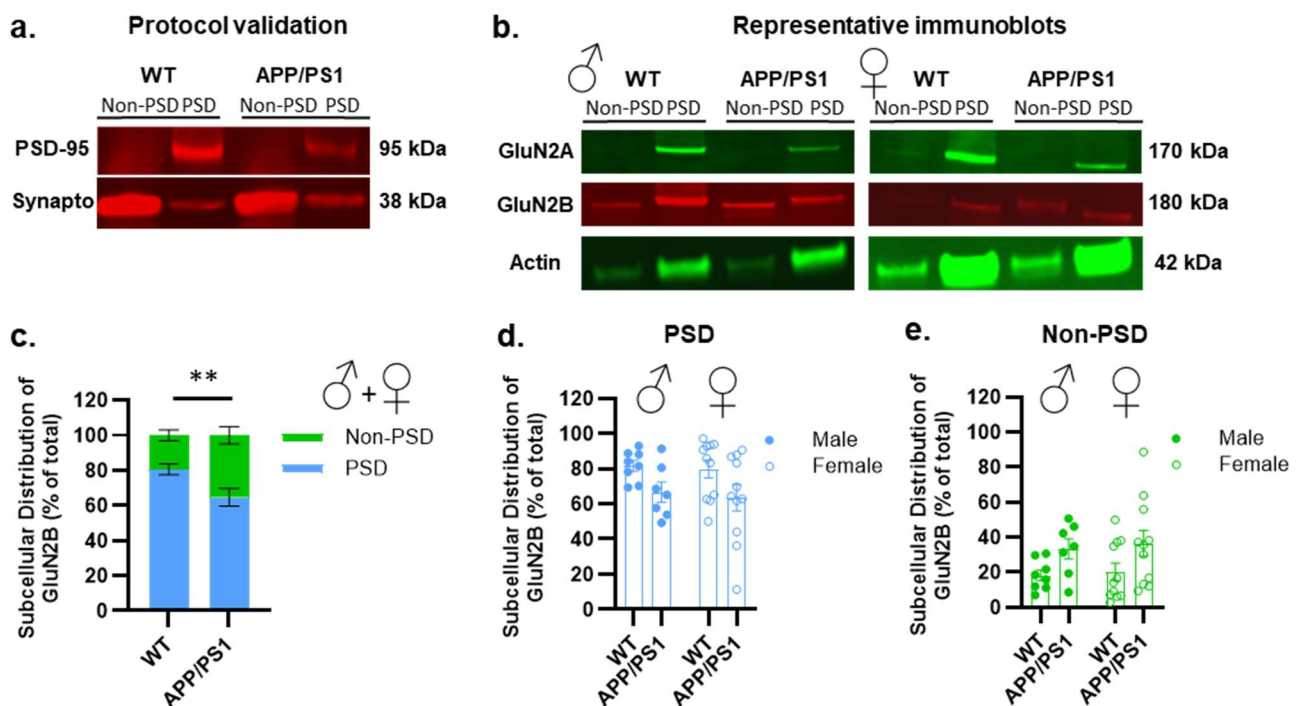 a. Protocol validation
WT APP/PS1
Non-PSD PSD Non-PSD PSD
PSD-95 95 kDa
Synapto 38 kDa
b. Representative immunoblots
♂ WT APP/PS1 ♀ WT APP/PS1
Non-PSD PSD Non-PSD PSD Non-PSD PSD Non-PSD PSD
GluN2A 170 kDa
GluN2B 180 kDa
Actin 42 kDa
c.
Subcellular Distribution of
GluN2B (% of total)
120
100
80
60
40
20
0
**
♂ + ♀
Non-PSD
PSD
WT
APP/PS1
d. PSD
Subcellular Distribution of
GluN2B (% of total)
120
100
80
60
40
20
0
♂ ♀
Male
Female
WT
APP/PS1
WT
APP/PS1
e. Non-PSD
Subcellular Distribution of
GluN2B (% of total)
120
100
80
60
40
20
0
♂ ♀
Male
Female
WT
APP/PS1
WT
APP/PS1